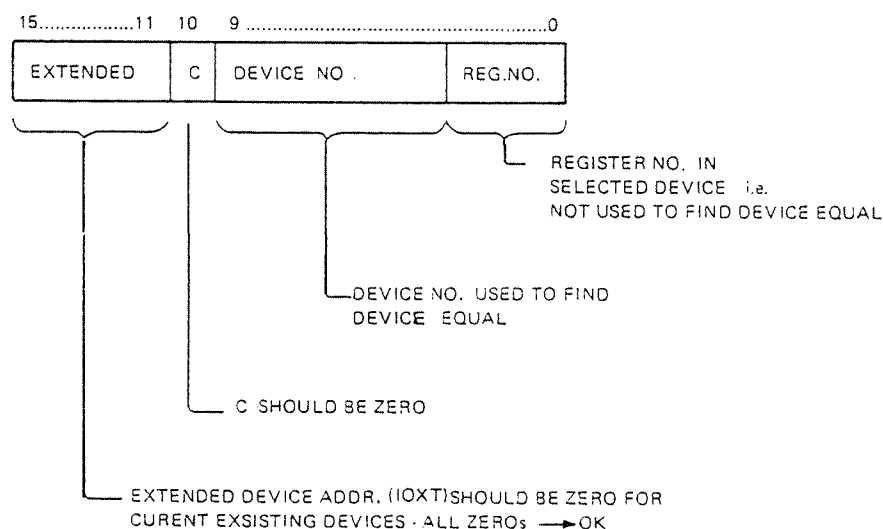 15...............11 10 9 ..................................................0
EXTENDED C DEVICE NO . REG.NO.
REGISTER NO. IN
SELECTED DEVICE i.e.
NOT USED TO FIND DEVICE EQUAL
DEVICE NO. USED TO FIND
DEVICE EQUAL
C SHOULD BE ZERO
EXTENDED DEVICE ADDR. (IOXT)SHOULD BE ZERO FOR
CURENT EXSISTING DEVICES - ALL ZEROs → OK